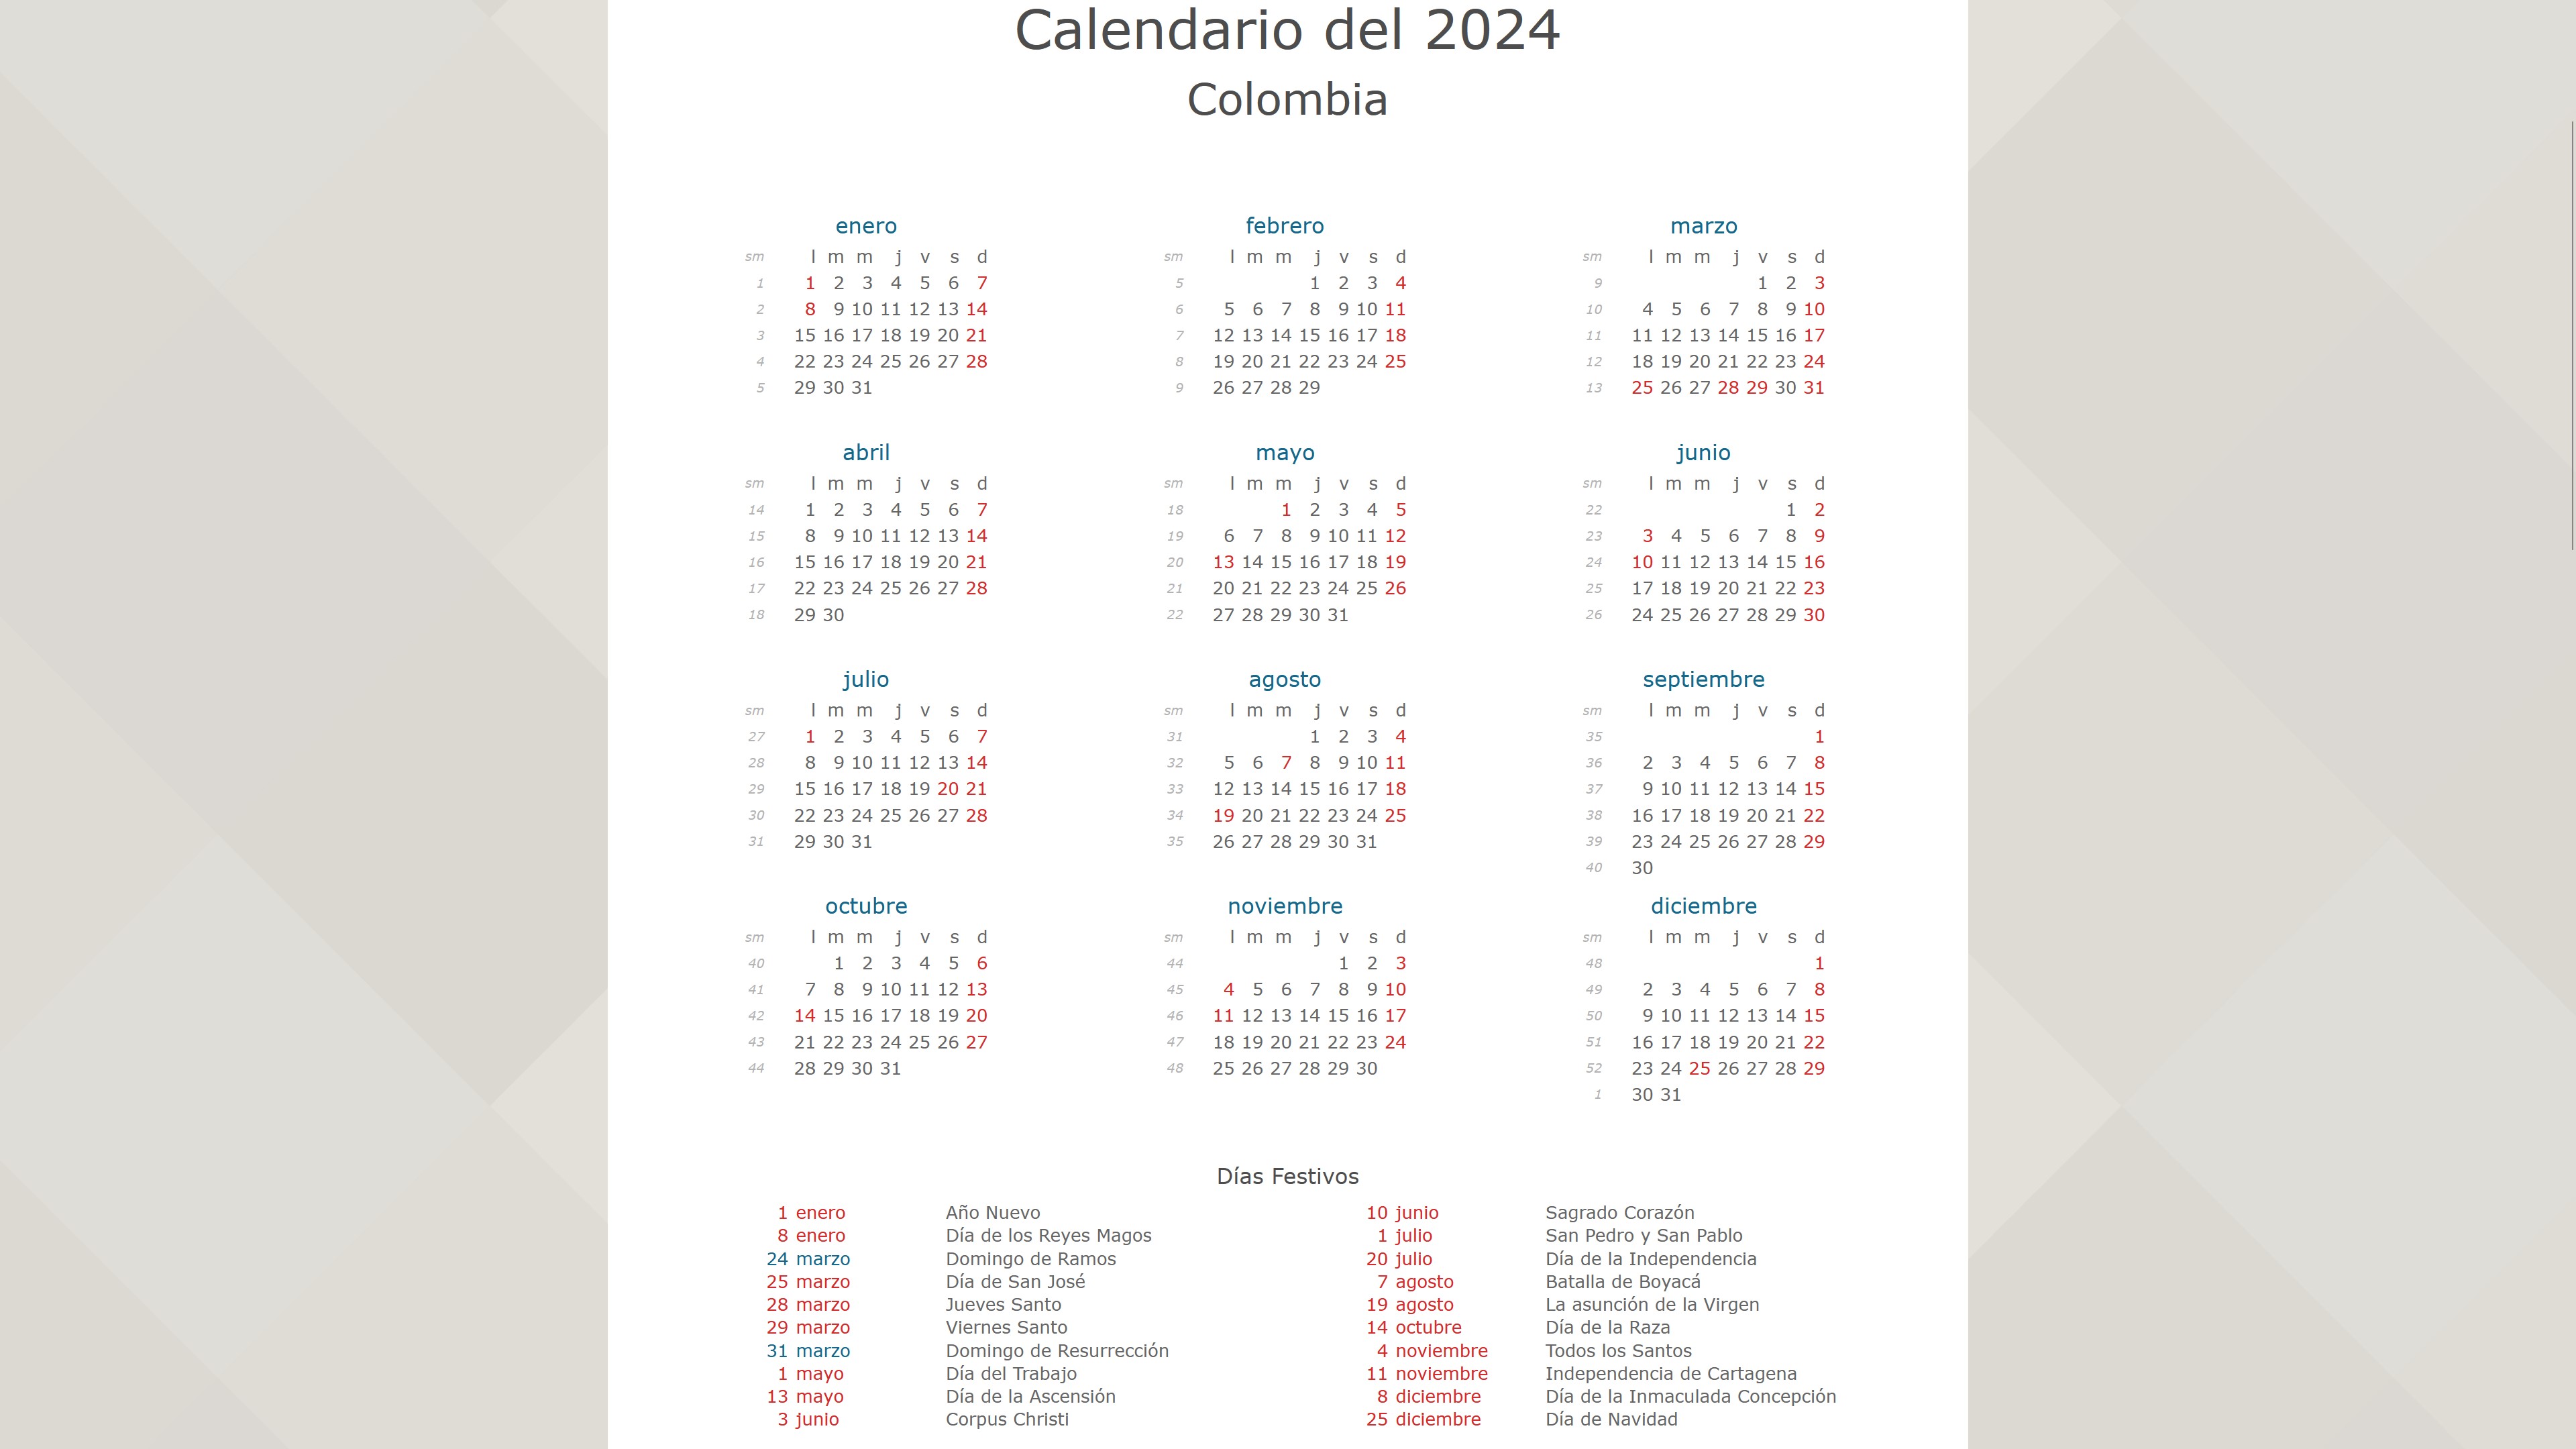 Calendario del 2024
Colombia
enero febrero marzo
sm l m m j v s d sm l m m j v s d sm l m m j v s d
1 1 2 3 4 5 6 7 5 1 2 3 4 9 1 2 3
2 8 9 10 11 12 13 14 6 5 6 7 8 9 10 11 10 4 5 6 7 8 9 10
3 15 16 17 18 19 20 21 7 12 13 14 15 16 17 18 11 11 12 13 14 15 16 17
4 22 23 24 25 26 27 28 8 19 20 21 22 23 24 25 12 18 19 20 21 22 23 24
5 29 30 31 9 26 27 28 29 13 25 26 27 28 29 30 31
abril mayo junio
sm l m m j v s d sm l m m j v s d sm l m m j v s d
14 1 2 3 4 5 6 7 18 1 2 3 4 5 22 1 2
15 8 9 10 11 12 13 14 19 6 7 8 9 10 11 12 23 3 4 5 6 7 8 9
16 15 16 17 18 19 20 21 20 13 14 15 16 17 18 19 24 10 11 12 13 14 15 16
17 22 23 24 25 26 27 28 21 20 21 22 23 24 25 26 25 17 18 19 20 21 22 23
18 29 30 22 27 28 29 30 31 26 24 25 26 27 28 29 30
julio agosto septiembre
sm l m m j v s d sm l m m j v s d sm l m m j v s d
27 1 2 3 4 5 6 7 31 1 2 3 4 35 1
28 8 9 10 11 12 13 14 32 5 6 7 8 9 10 11 36 2 3 4 5 6 7 8
29 15 16 17 18 19 20 21 33 12 13 14 15 16 17 18 37 9 10 11 12 13 14 15
30 22 23 24 25 26 27 28 34 19 20 21 22 23 24 25 38 16 17 18 19 20 21 22
31 29 30 31 35 26 27 28 29 30 31 39 23 24 25 26 27 28 29
40 30
octubre noviembre diciembre
sm l m m j v s d sm l m m j v s d sm l m m j v s d
40 1 2 3 4 5 6 44 1 2 3 48 1
41 7 8 9 10 11 12 13 45 4 5 6 7 8 9 10 49 2 3 4 5 6 7 8
42 14 15 16 17 18 19 20 46 11 12 13 14 15 16 17 50 9 10 11 12 13 14 15
43 21 22 23 24 25 26 27 47 18 19 20 21 22 23 24 51 16 17 18 19 20 21 22
44 28 29 30 31 48 25 26 27 28 29 30 52 23 24 25 26 27 28 29
1 30 31
Días Festivos
1 enero Año Nuevo 10 junio Sagrado Corazón
8 enero Día de los Reyes Magos 1 julio San Pedro y San Pablo
24 marzo Domingo de Ramos 20 julio Día de la Independencia
25 marzo Día de San José 7 agosto Batalla de Boyacá
28 marzo Jueves Santo 19 agosto La asunción de la Virgen
29 marzo Viernes Santo 14 octubre Día de la Raza
31 marzo Domingo de Resurrección 4 noviembre Todos los Santos
1 mayo Día del Trabajo 11 noviembre Independencia de Cartagena
13 mayo Día de la Ascensión 8 diciembre Día de la Inmaculada Concepción
3 junio Corpus Christi 25 diciembre Día de Navidad